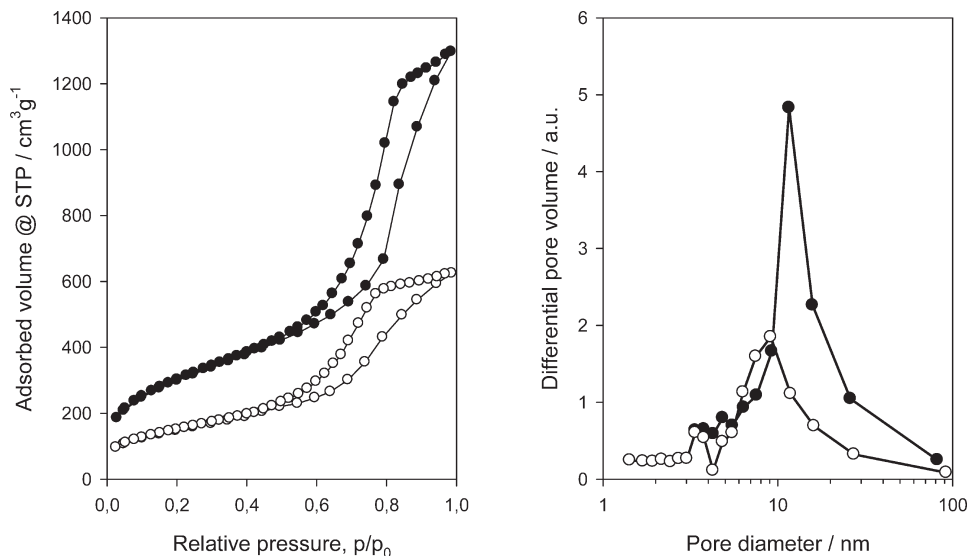 1400
1200
1000
800
600
400
200
0
Adsorbed volume @ STP / cm³g⁻¹
0,0 0,2 0,4 0,6 0,8 1,0
Relative pressure, p/p₀
6
5
4
3
2
1
0
Differential pore volume / a.u.
1 10 100
Pore diameter / nm